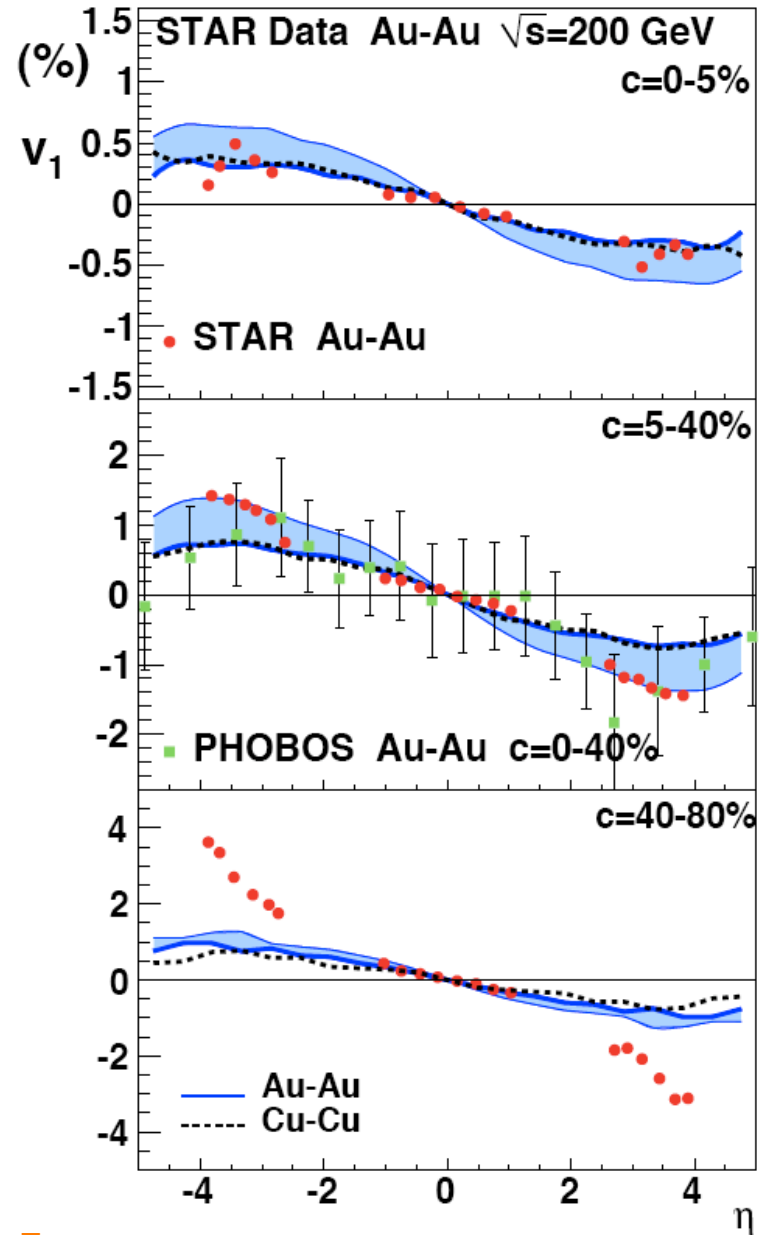 STAR Data Au-Au √s=200 GeV
(%)
v1
c=0-5%
1.5
1
0.5
0
-0.5
-1
-1.5
STAR Au-Au
c=5-40%
2
1
0
-1
-2
PHOBOS Au-Au c=0-40%
c=40-80%
4
2
0
-2
-4
Au-Au
Cu-Cu
-4 -2 0 2 4
η